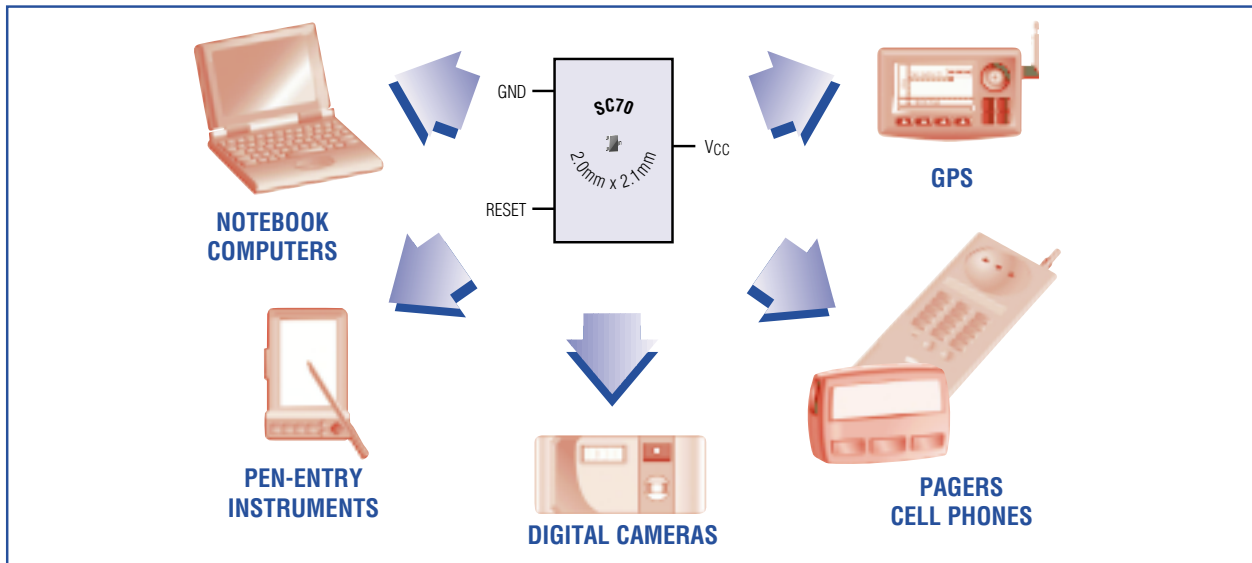 GND
SC70
2.0mm x 2.1mm
VCC
RESET
NOTEBOOK
COMPUTERS
GPS
PEN-ENTRY
INSTRUMENTS
DIGITAL CAMERAS
PAGERS
CELL PHONES